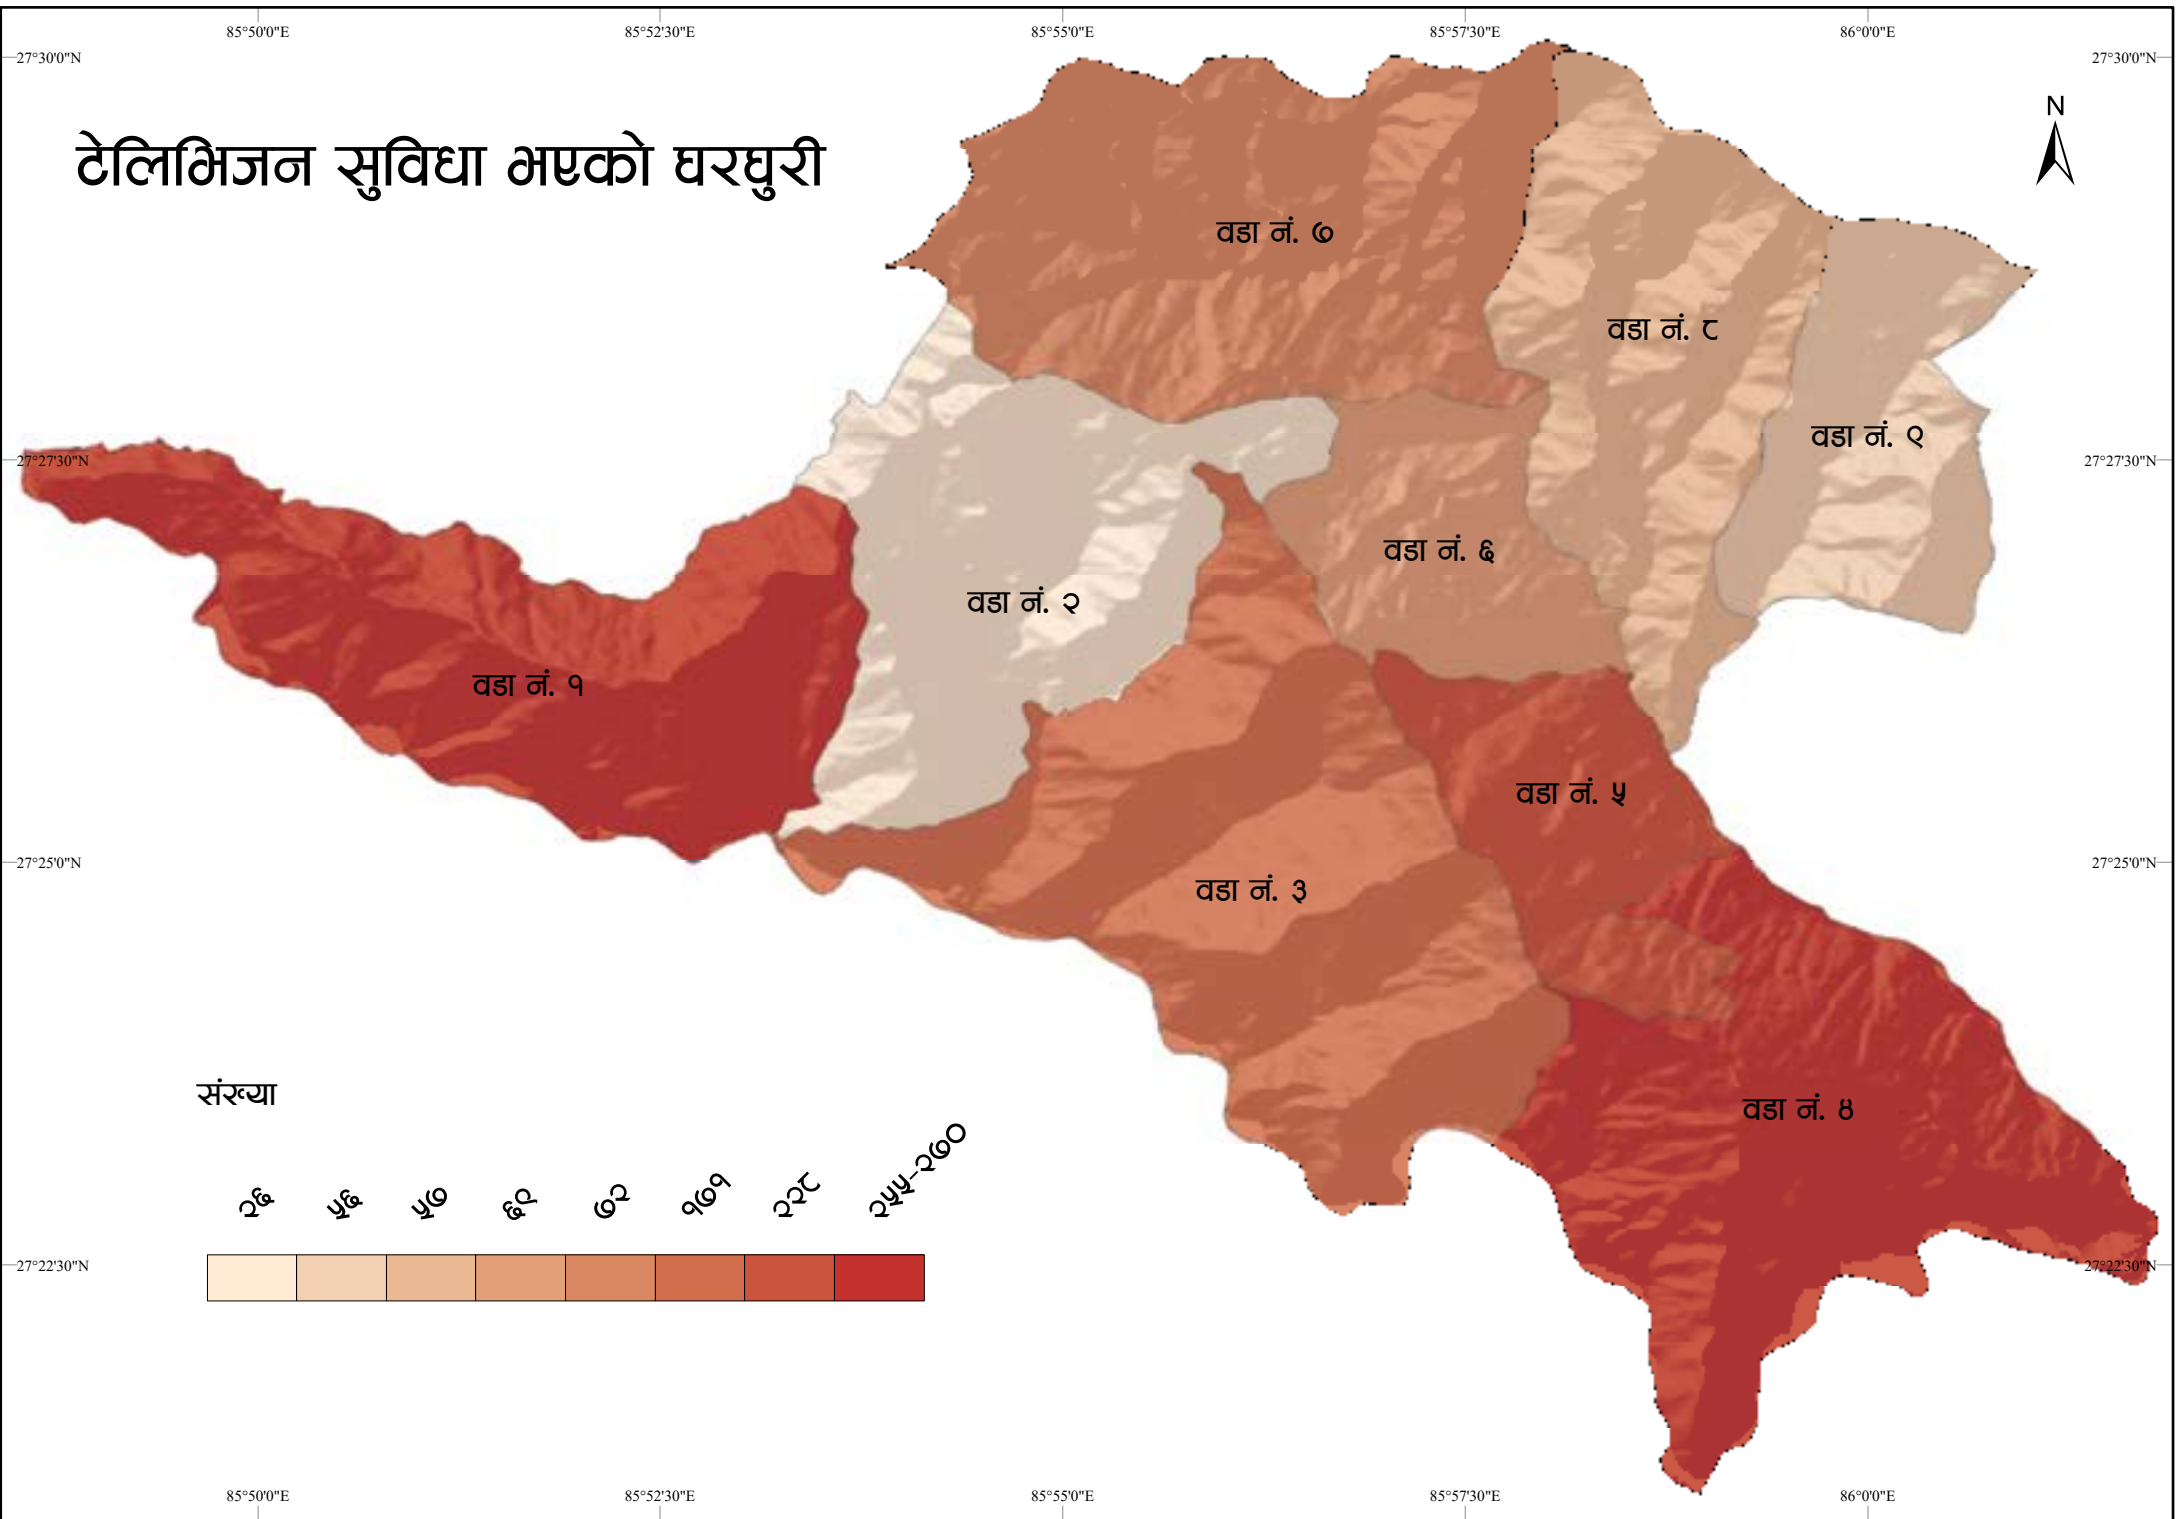 85°50'0"E 85°52'30"E 85°55'0"E 85°57'30"E 86°0'0"E
27°30'0"N 27°30'0"N
N
टेलिभिजन सुविधा भएको घरघुरी
वडा नं. ७
वडा नं. ८
वडा नं. ९
27°27'30"N 27°27'30"N
वडा नं. ६
वडा नं. २
वडा नं. १
वडा नं. ५
27°25'0"N 27°25'0"N
वडा नं. ३
संख्या
वडा नं. ४
२६ ५६ ५७ ६९ ७२ १७१ २२८ २५५-२७०
27°22'30"N 27°22'30"N
85°50'0"E 85°52'30"E 85°55'0"E 85°57'30"E 86°0'0"E